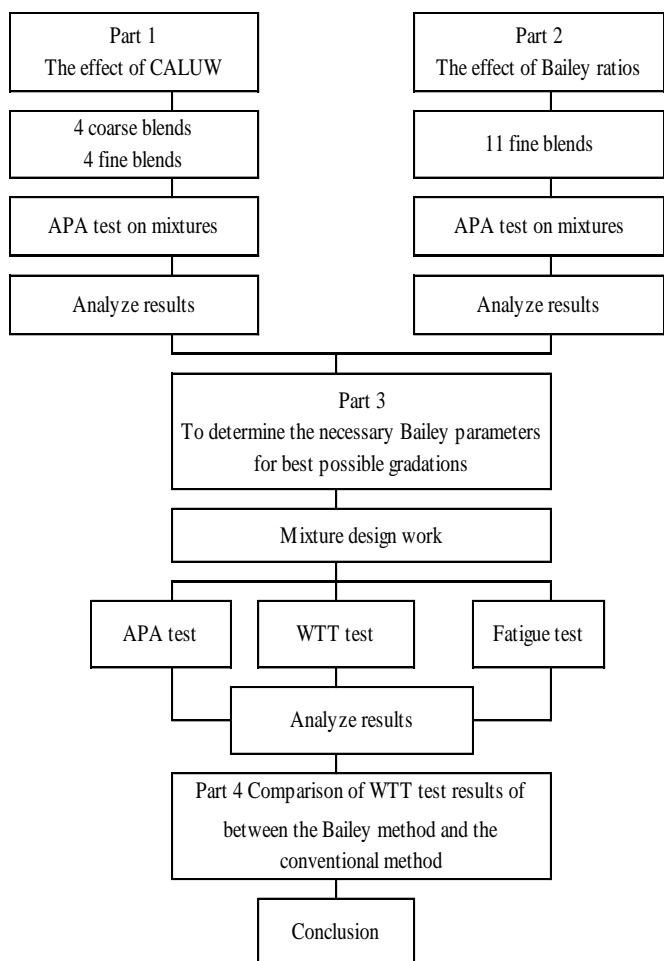 Part 1
The effect of CALUW
Part 2
The effect of Bailey ratios
4 coarse blends
4 fine blends
11 fine blends
APA test on mixtures
APA test on mixtures
Analyze results
Analyze results
Part 3
To determine the necessary Bailey parameters
for best possible gradations
Mixture design work
APA test
WTT test
Fatigue test
Analyze results
Part 4 Comparison of WTT test results of
between the Bailey method and the
conventional method
Conclusion